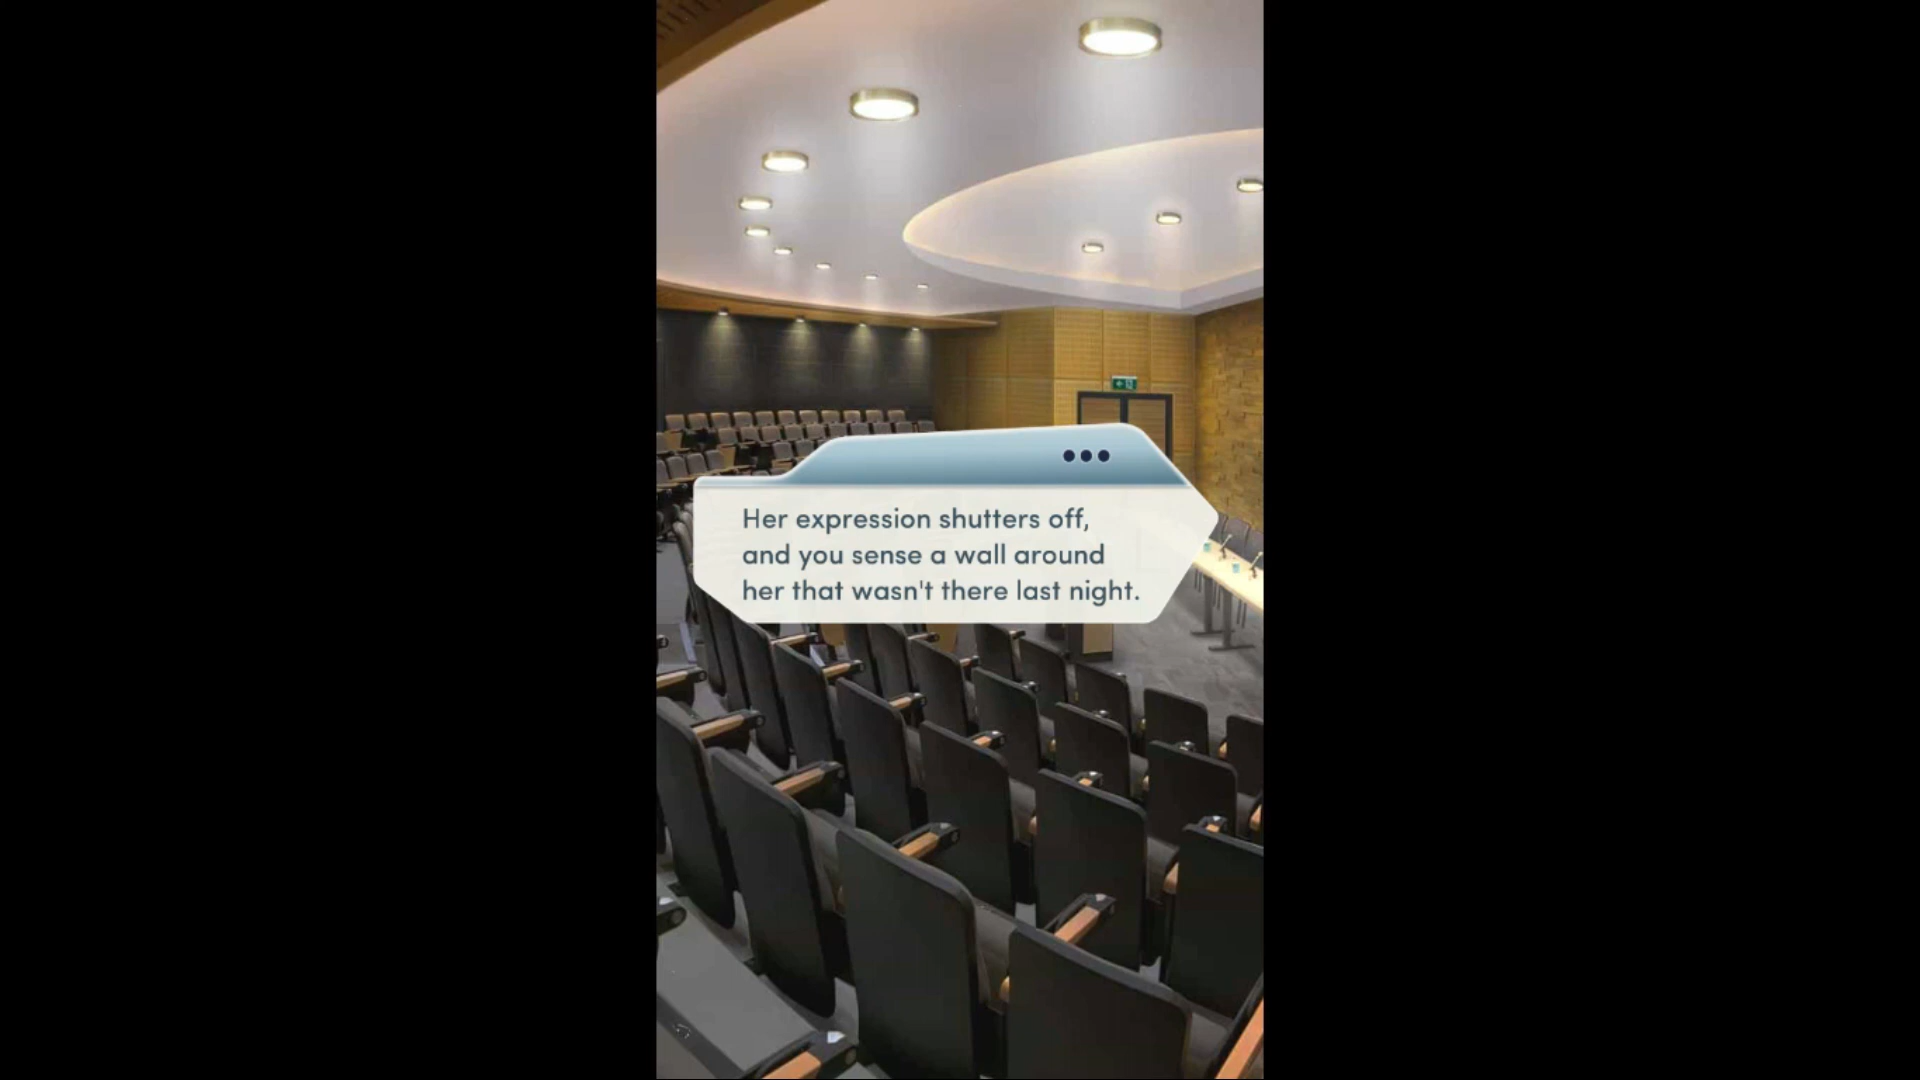 Her expression shutters off,
and you sense a wall around
her that wasn't there last night.